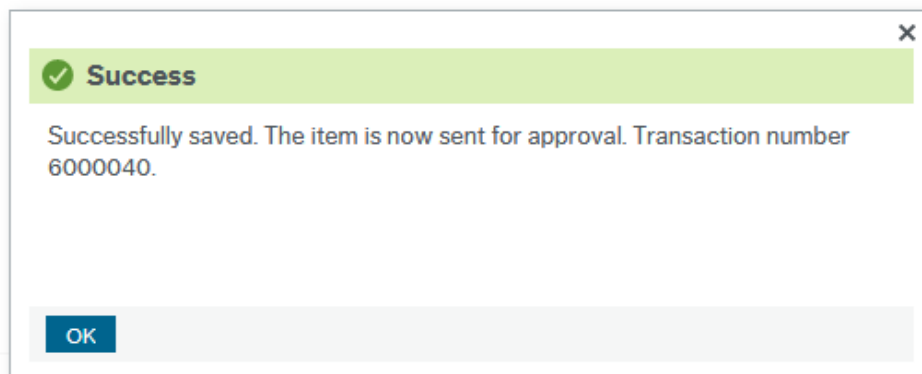 Success
Successfully saved. The item is now sent for approval. Transaction number
6000040.
OK